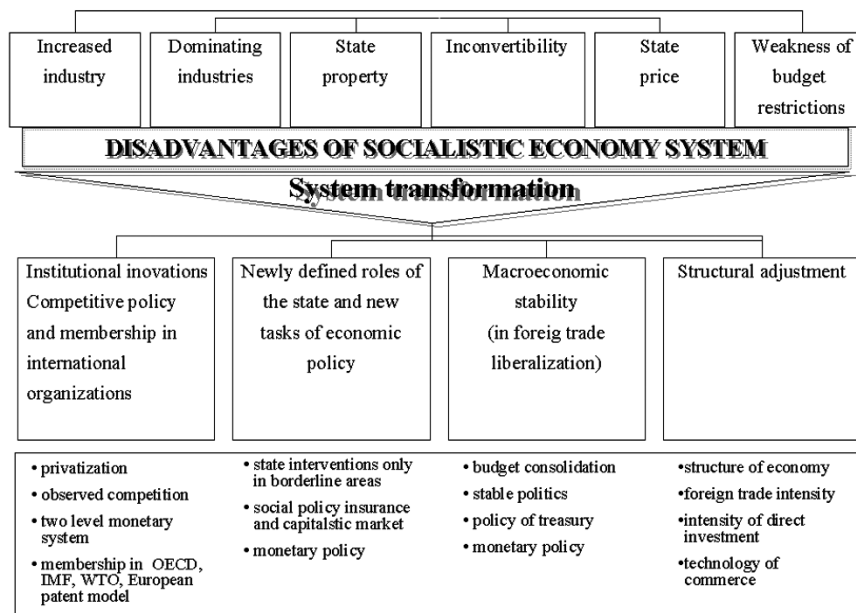 Increased
industry
Dominating
industries
State
property
Inconvertibility
State
price
Weakness of
budget
restrictions
DISADVANTAGES OF SOCIALISTIC ECONOMY SYSTEM
System transformation
Institutional inovations
Competitive policy
and membership in
international
organizations
Newly defined roles of
the state and new
tasks of economic
policy
Macroeconomic
stability
(in foreig trade
liberalization)
Structural adjustment
• privatization
• observed competition
• two level monetary
system
• membership in OECD,
IMF, WTO, European
patent model
• state interventions only
in borderline areas
• social policy insurance
and capitalstic market
• monetary policy
• budget consolidation
• stable politics
• policy of treasury
• monetary policy
• structure of economy
• foreign trade intensity
• intensity of direct
investment
• technology of
commerce